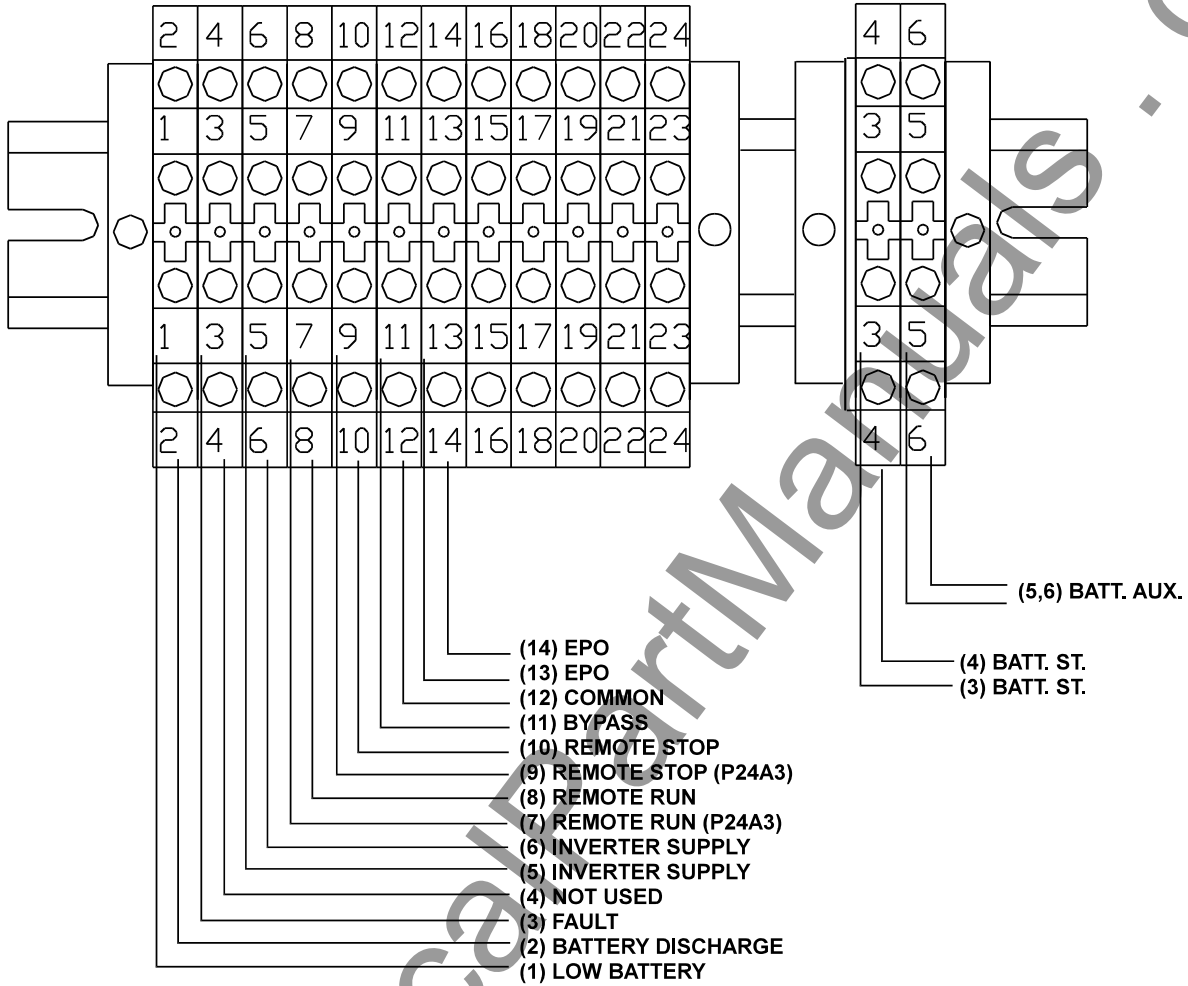 2 4 6 8 10 12 14 16 18 20 22 24
4 6
1 3 5 7 9 11 13 15 17 19 21 23
3 5
1 3 5 7 9 11 13 15 17 19 21 23
3 5
2 4 6 8 10 12 14 16 18 20 22 24
4 6
(5,6) BATT. AUX.
(14) EPO
(13) EPO
(12) COMMON
(11) BYPASS
(10) REMOTE STOP
(9) REMOTE STOP (P24A3)
(8) REMOTE RUN
(7) REMOTE RUN (P24A3)
(6) INVERTER SUPPLY
(5) INVERTER SUPPLY
(4) NOT USED
(3) FAULT
(2) BATTERY DISCHARGE
(1) LOW BATTERY
(4) BATT. ST.
(3) BATT. ST.
calPartManuals .